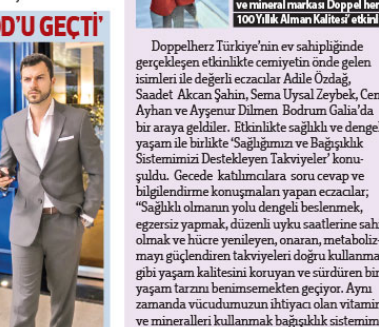 OD'U GEÇTİ'
ve mineral markası Doppel her
100 Yıllık Alman Kalitesi' etkinl
Doppelherz Türkiye'nin ev sahipliğinde
gerçekleşen etkinlikte cemiyetin önde gelen
isimleri ile değerli eczacılar Adile Özdağ,
Saadet Akcan Şahin, Sema Uysal Zeybek, Cem
Ayhan ve Ayşenur Dilmen Bodrum Galia'da
bir araya geldiler. Etkinlikte sağlıklı ve dengel
yaşam ile birlikte 'Sağlığımızı ve Bağışıklık
Sistemimizi Destekleyen Takviyeler' konu-
şuldu. Gecede katılımcılara soru cevap ve
bilgilendirme konuşmaları yapan eczacılar;
"Sağlıklı olmanın yolu dengeli beslenmek,
egzersiz yapmak, düzenli uyku saatlerine sahi
olmak ve hücre yenileyen, onaran, metaboliz-
mayı güçlendiren takviyeleri doğru kullanma
gibi yaşam kalitesini koruyan ve sürdüren bir
yaşam tarzını benimsemekten geçiyor. Aynı
zamanda vücudumuzun ihtiyacı olan vitamin
ve mineralleri kullanmak bağışıklık sistemim